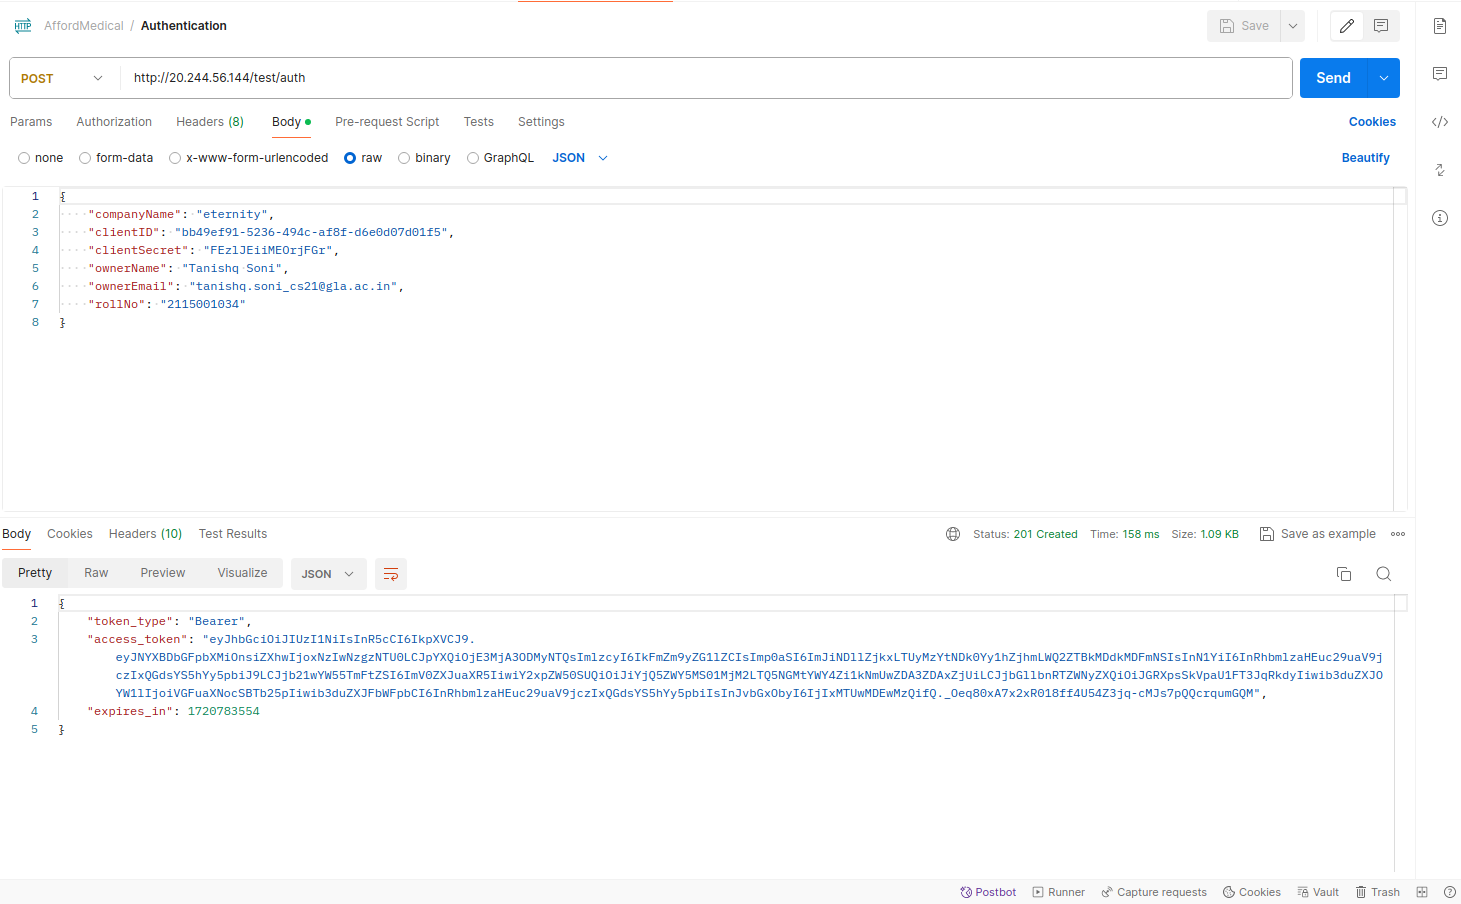 HTTP AffordMedical / Authentication
Save
POST
http://20.244.56.144/test/auth
Send
Params Authorization Headers (8) Body Pre-request Script Tests Settings Cookies
none form-data x-www-form-urlencoded raw binary GraphQL JSON Beautify
1 {
2 "companyName": "eternity",
3 "clientID": "bb49ef91-5236-494c-af8f-d6e0d07d01f5",
4 "clientSecret": "FEzlJEiiMEOrjFGr",
5 "ownerName": "Tanishq Soni",
6 "ownerEmail": "tanishq.soni_cs21@gla.ac.in",
7 "rollNo": "2115001034"
8 }
Body Cookies Headers (10) Test Results Status: 201 Created Time: 158 ms Size: 1.09 KB Save as example
Pretty Raw Preview Visualize JSON
1 {
2 "token_type": "Bearer",
3 "access_token": "eyJhbGciOiJIUzI1NiIsInR5cCI6IkpXVCJ9.
eyJNYXBDbGFpbXMiOnsiZXhwIjoxNzIwNzgzNTU0LCJpYXQiOjE3MjA3ODMyNTQsImlzcyI6IkFmZm9yZG1lZCIsImp0aSI6ImJiNDllZjkxLTUyMzYtNDk0Yy1hZjhmLWQ2ZTBkMDdkMDFmNSIsInN1YiI6InRhbmlzaHEuc29uaV9j
czIxQGdsYS5hYy5pbiJ9LCJjb21wYW55TmFtZSI6ImV0ZXJuaXR5IiwiY2xpZW50SUQiOiJiYjQ5ZWY5MS01MjM2LTQ5NGMtYWY4Zi1kNmUwZDA3ZDAxZjUiLCJjbGllbnRTZWNyZXQiOiJGRXpsSkVpaU1FT3JqRkdyIiwib3duZXJO
YW1lIjoiVGFuaXNocSBTb25pIiwib3duZXJFbWFpbCI6InRhbmlzaHEuc29uaV9jczIxQGdsYS5hYy5pbiIsInJvbGxObyI6IjIxMTUwMDEwMzQifQ._Oeq80xA7x2xR018ff4U54Z3jq-cMJs7pQQcrqumGQM",
4 "expires_in": 1720783554
5 }
Postbot Runner Capture requests Cookies Vault Trash